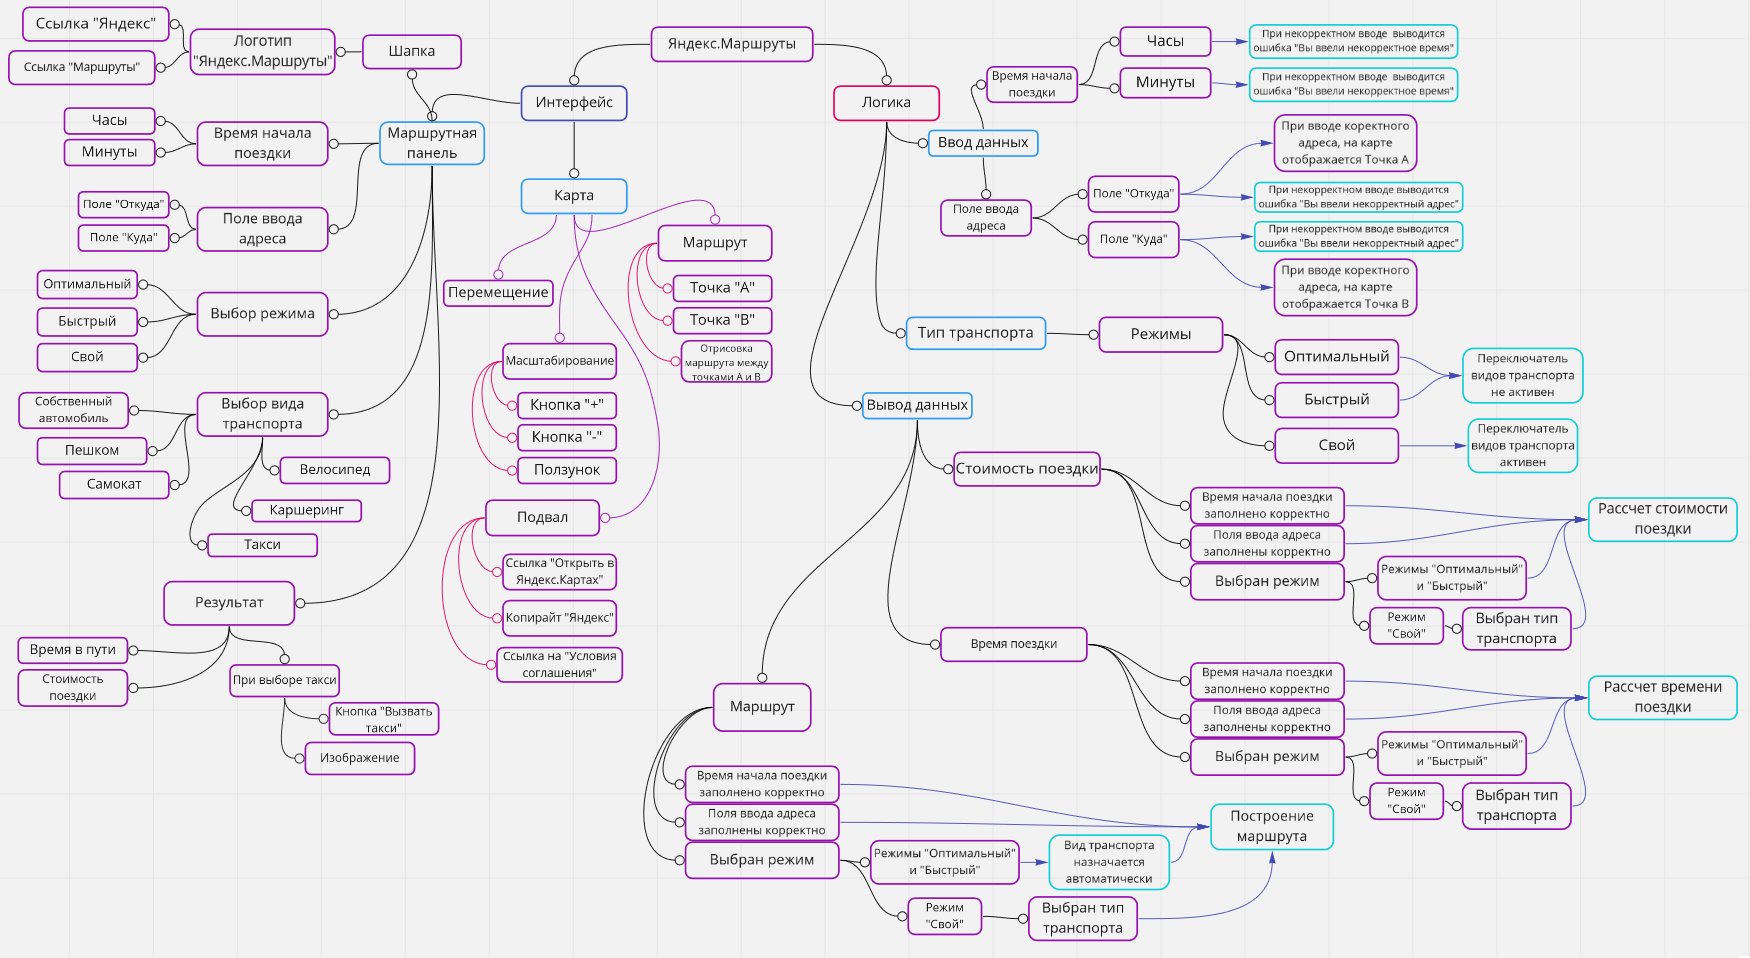 Яндекс.Маршруты
Интерфейс
Маршрутная
панель
Шапка
Логотип
"Яндекс.Маршруты"
Ссылка "Яндекс"
Ссылка "Маршруты"
Время начала
поездки
Часы
Минуты
Поле ввода
адреса
Поле "Откуда"
Поле "Куда"
Выбор режима
Оптимальный
Быстрый
Свой
Выбор вида
транспорта
Собственный
автомобиль
Пешком
Самокат
Велосипед
Каршеринг
Такси
Результат
Время в пути
Стоимость
поездки
При выборе такси
Кнопка "Вызвать
такси"
Изображение
Карта
Перемещение
Маршрут
Точка "А"
Точка "В"
Отрисовка
маршрута между
точками А и В
Масштабирование
Кнопка "+"
Кнопка "-"
Ползунок
Подвал
Ссылка "Открыть в
Яндекс.Картах"
Копирайт "Яндекс"
Ссылка на "Условия
соглашения"
Логика
Ввод данных
Время начала
поездки
Часы
При некорректном вводе выводится
ошибка "Вы ввели некорректное время"
Минуты
При некорректном вводе выводится
ошибка "Вы ввели некорректное время"
Поле ввода
адреса
Поле "Откуда"
При вводе коректного
адреса, на карте
отображается Точка А
При некорректном вводе выводится
ошибка "Вы ввели некорректный адрес"
Поле "Куда"
При некорректном вводе выводится
ошибка "Вы ввели некорректный адрес"
При вводе коректного
адреса, на карте
отображается Точка В
Тип транспорта
Режимы
Оптимальный
Быстрый
Переключатель
видов транспорта
не активен
Свой
Переключатель
видов транспорта
активен
Вывод данных
Стоимость поездки
Время начала поездки
заполнено корректно
Поля ввода адреса
заполнены корректно
Выбран режим
Режимы "Оптимальный"
и "Быстрый"
Режим
"Свой"
Выбран тип
транспорта
Рассчет стоимости
поездки
Время поездки
Время начала поездки
заполнено корректно
Поля ввода адреса
заполнены корректно
Выбран режим
Режимы "Оптимальный"
и "Быстрый"
Режим
"Свой"
Выбран тип
транспорта
Рассчет времени
поездки
Маршрут
Время начала поездки
заполнено корректно
Поля ввода адреса
заполнены корректно
Выбран режим
Режимы "Оптимальный"
и "Быстрый"
Вид транспорта
назначается
автоматически
Режим
"Свой"
Выбран тип
транспорта
Построение
маршрута